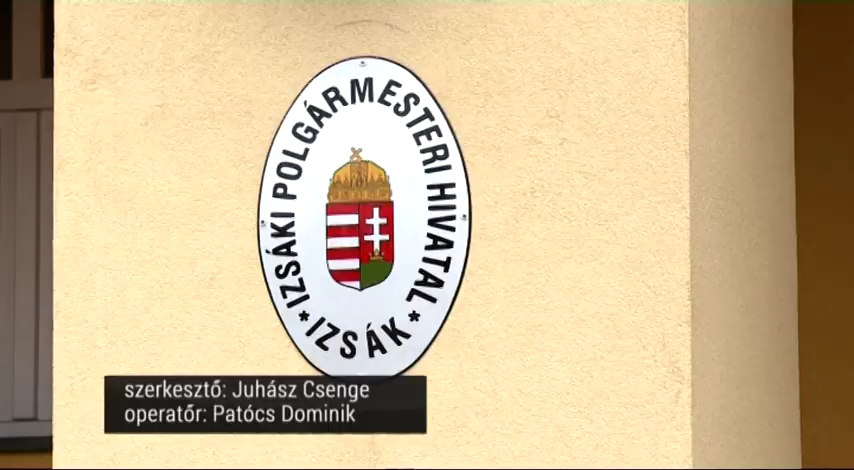 IZSÁKI POLGÁRMESTERI HIVATAL
* IZSÁK *
szerkesztő: Juhász Csenge
operatőr: Patócs Dominik